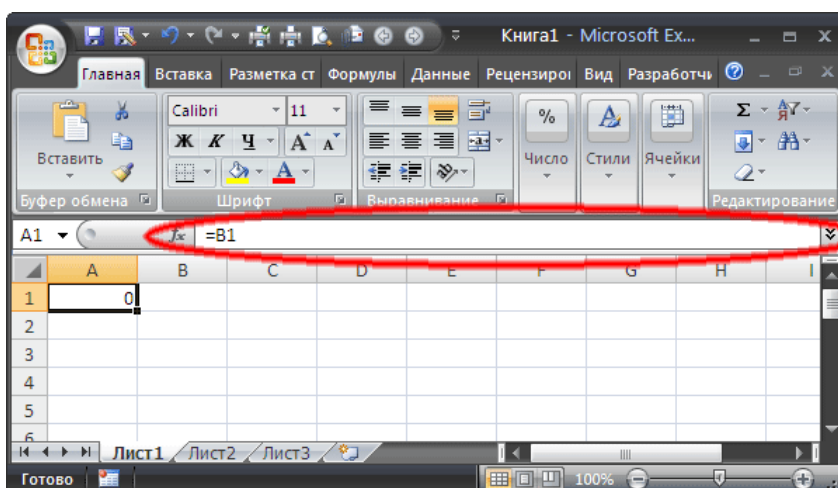 Книга1 - Microsoft Ex...
Главная Вставка Разметка ст Формулы Данные Рецензиро Вид Разработч
Calibri 11
Σ
Вставить
Ж К Ч А А
%
Число Стили Ячейки
Буфер обмена Шрифт Выравнивание Редактирование
A1 fx =B1
A B C D E F G H I
1 0
2
3
4
5
6
Лист1 Лист2 Лист3
Готово 100%